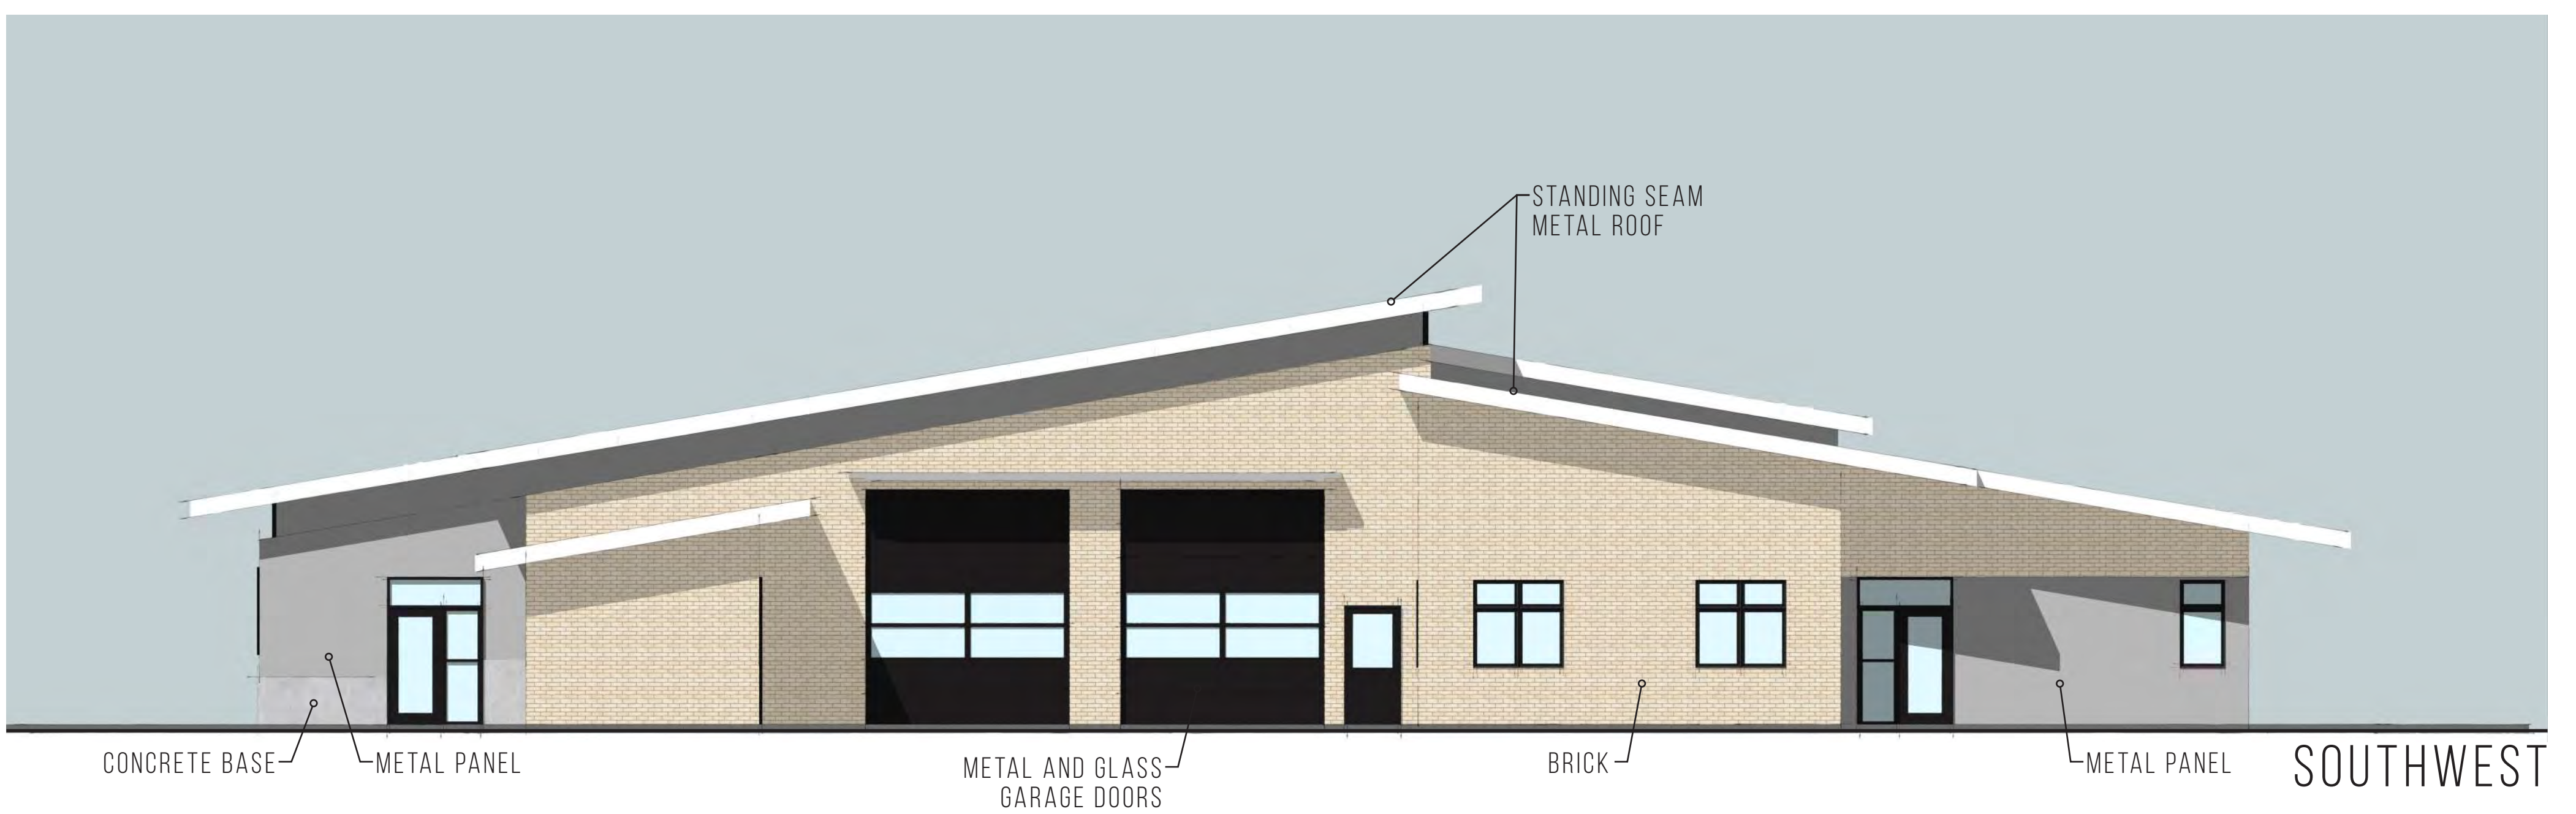 STANDING SEAM
METAL ROOF
CONCRETE BASE
METAL PANEL
METAL AND GLASS
GARAGE DOORS
BRICK
METAL PANEL
SOUTHWEST